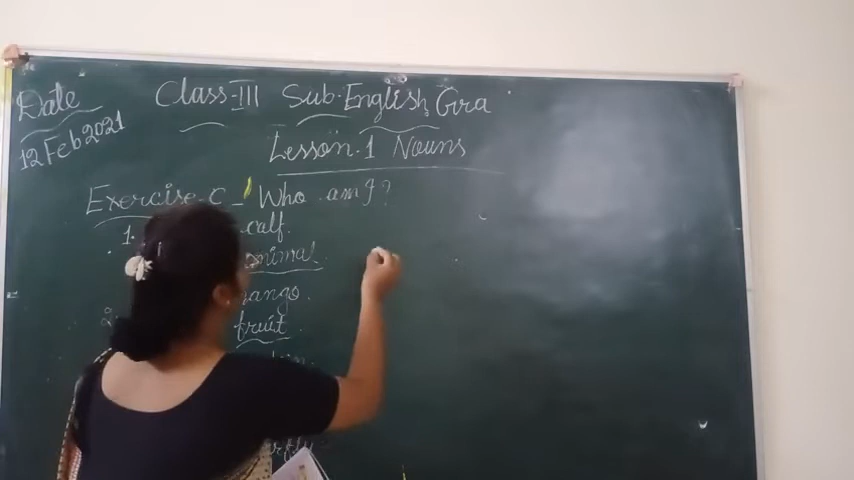 Date
12 Feb 2021
Class-III Sub-English Gra
Lesson.1 Nouns
Exercise-C - Who am I?
1. calf.
animal.
mango.
fruit.